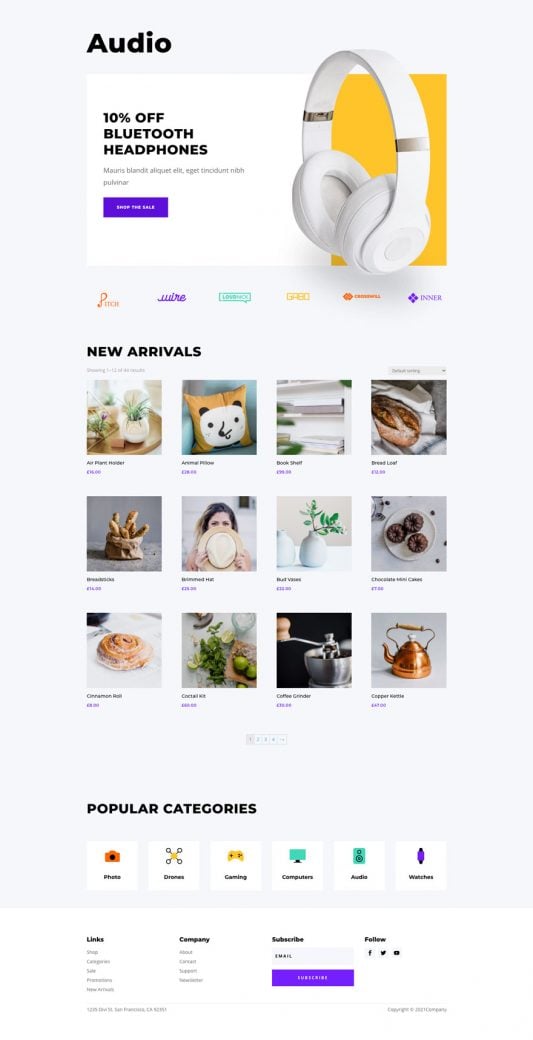 Audio
10% OFF
BLUETOOTH
HEADPHONES
Mauris blandit aliquet elit, eget tincidunt nibh
pulvinar
SHOP THE SALE
PITCH
wire
LOGONICK
GABO
CROSSHILL
INNER
NEW ARRIVALS
Showing 1–12 of 44 results
Default sorting
Air Plant Holder
Animal Pillow
Book Shelf
Bread Loaf
£16.00
£28.00
£99.00
£12.00
Breadsticks
Brimmed Hat
Bud Vases
Chocolate Mini Cakes
£14.00
£25.00
£22.00
£7.00
Cinnamon Roll
Coctail Kit
Coffee Grinder
Copper Kettle
£8.00
£60.00
£30.00
£47.00
1 2 3 4 →
POPULAR CATEGORIES
Photo
Drones
Gaming
Computers
Audio
Watches
Links
Company
Subscribe
Follow
Shop
About
Categories
Contact
EMAIL
Sale
Support
Promotions
Newsletter
SUBSCRIBE
New Arrivals
1235 Divi St. San Francisco, CA 92351
Copyright © 2021Company